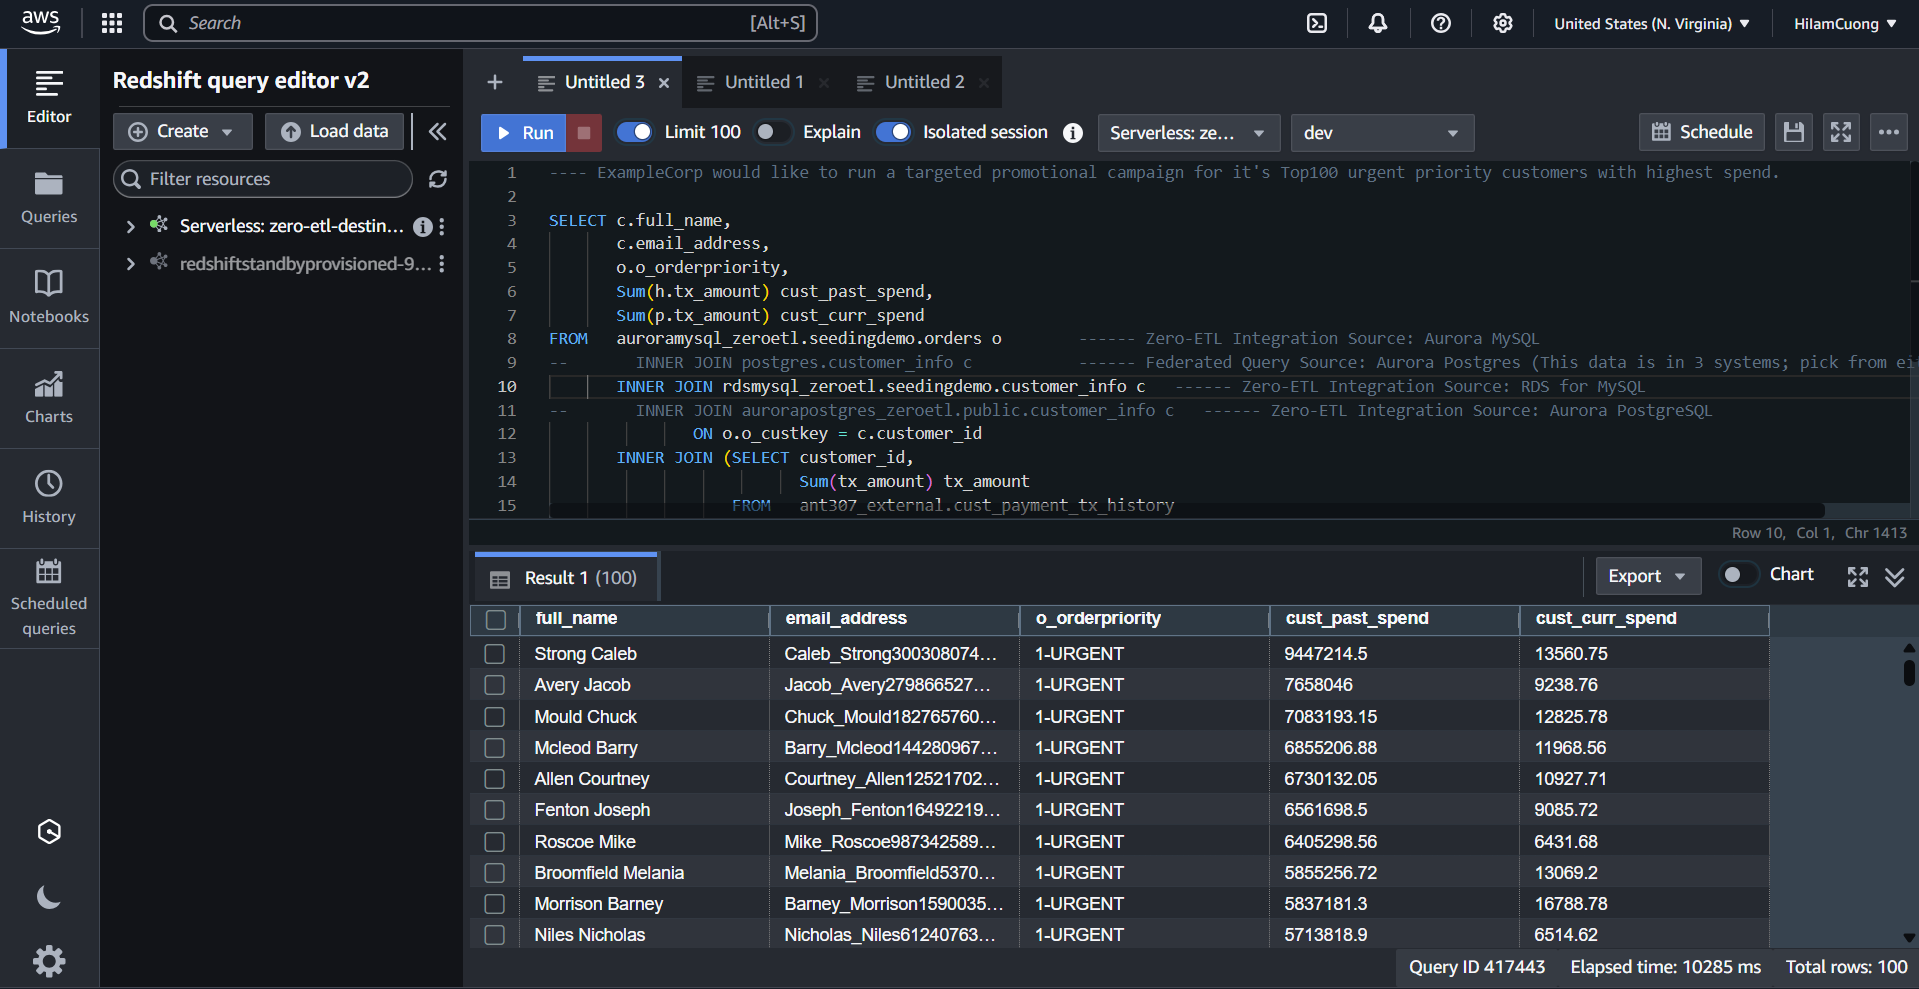 aws
Search [Alt+S]
United States (N. Virginia)
HilamCuong
Editor
Queries
Notebooks
Charts
History
Scheduled
queries
Redshift query editor v2
Create
Load data
Filter resources
Serverless: zero-etl-destin...
redshiftstandbyprovisioned-9...
Untitled 3
Untitled 1
Untitled 2
Run
Limit 100
Explain
Isolated session
Serverless: ze...
dev
Schedule
1 ---- ExampleCorp would like to run a targeted promotional campaign for it's Top100 urgent priority customers with highest spend.
2
3 SELECT c.full_name,
4 c.email_address,
5 o.o_orderpriority,
6 Sum(h.tx_amount) cust_past_spend,
7 Sum(p.tx_amount) cust_curr_spend
8 FROM auroramysql_zeroetl.seedingdemo.orders o ------ Zero-ETL Integration Source: Aurora MySQL
9 -- INNER JOIN postgres.customer_info c ------ Federated Query Source: Aurora Postgres (This data is in 3 systems; pick from ei
10 INNER JOIN rdsmysql_zeroetl.seedingdemo.customer_info c ------ Zero-ETL Integration Source: RDS for MySQL
11 -- INNER JOIN aurorapostgres_zeroetl.public.customer_info c ------ Zero-ETL Integration Source: Aurora PostgreSQL
12 ON o.o_custkey = c.customer_id
13 INNER JOIN (SELECT customer_id,
14 Sum(tx_amount) tx_amount
15 FROM ant307_external.cust_payment_tx_history
Row 10, Col 1, Chr 1413
Result 1 (100)
Export
Chart
full_name email_address o_orderpriority cust_past_spend cust_curr_spend
Strong Caleb Caleb_Strong300308074... 1-URGENT 9447214.5 13560.75
Avery Jacob Jacob_Avery279866527... 1-URGENT 7658046 9238.76
Mould Chuck Chuck_Mould182765760... 1-URGENT 7083193.15 12825.78
Mcleod Barry Barry_Mcleod144280967... 1-URGENT 6855206.88 11968.56
Allen Courtney Courtney_Allen12521702... 1-URGENT 6730132.05 10927.71
Fenton Joseph Joseph_Fenton16492219... 1-URGENT 6561698.5 9085.72
Roscoe Mike Mike_Roscoe987342589... 1-URGENT 6405298.56 6431.68
Broomfield Melania Melania_Broomfield5370... 1-URGENT 5855256.72 13069.2
Morrison Barney Barney_Morrison1590035... 1-URGENT 5837181.3 16788.78
Niles Nicholas Nicholas_Niles61240763... 1-URGENT 5713818.9 6514.62
Query ID 417443 Elapsed time: 10285 ms Total rows: 100